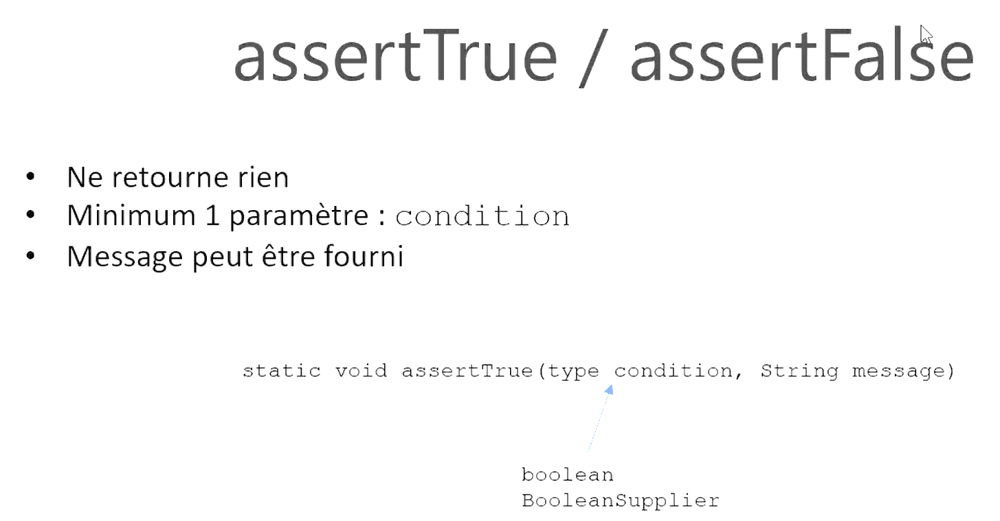 assertTrue / assertFalse
• Ne retourne rien
• Minimum 1 paramètre : condition
• Message peut être fourni
static void assertTrue(type condition, String message)
boolean
BooleanSupplier